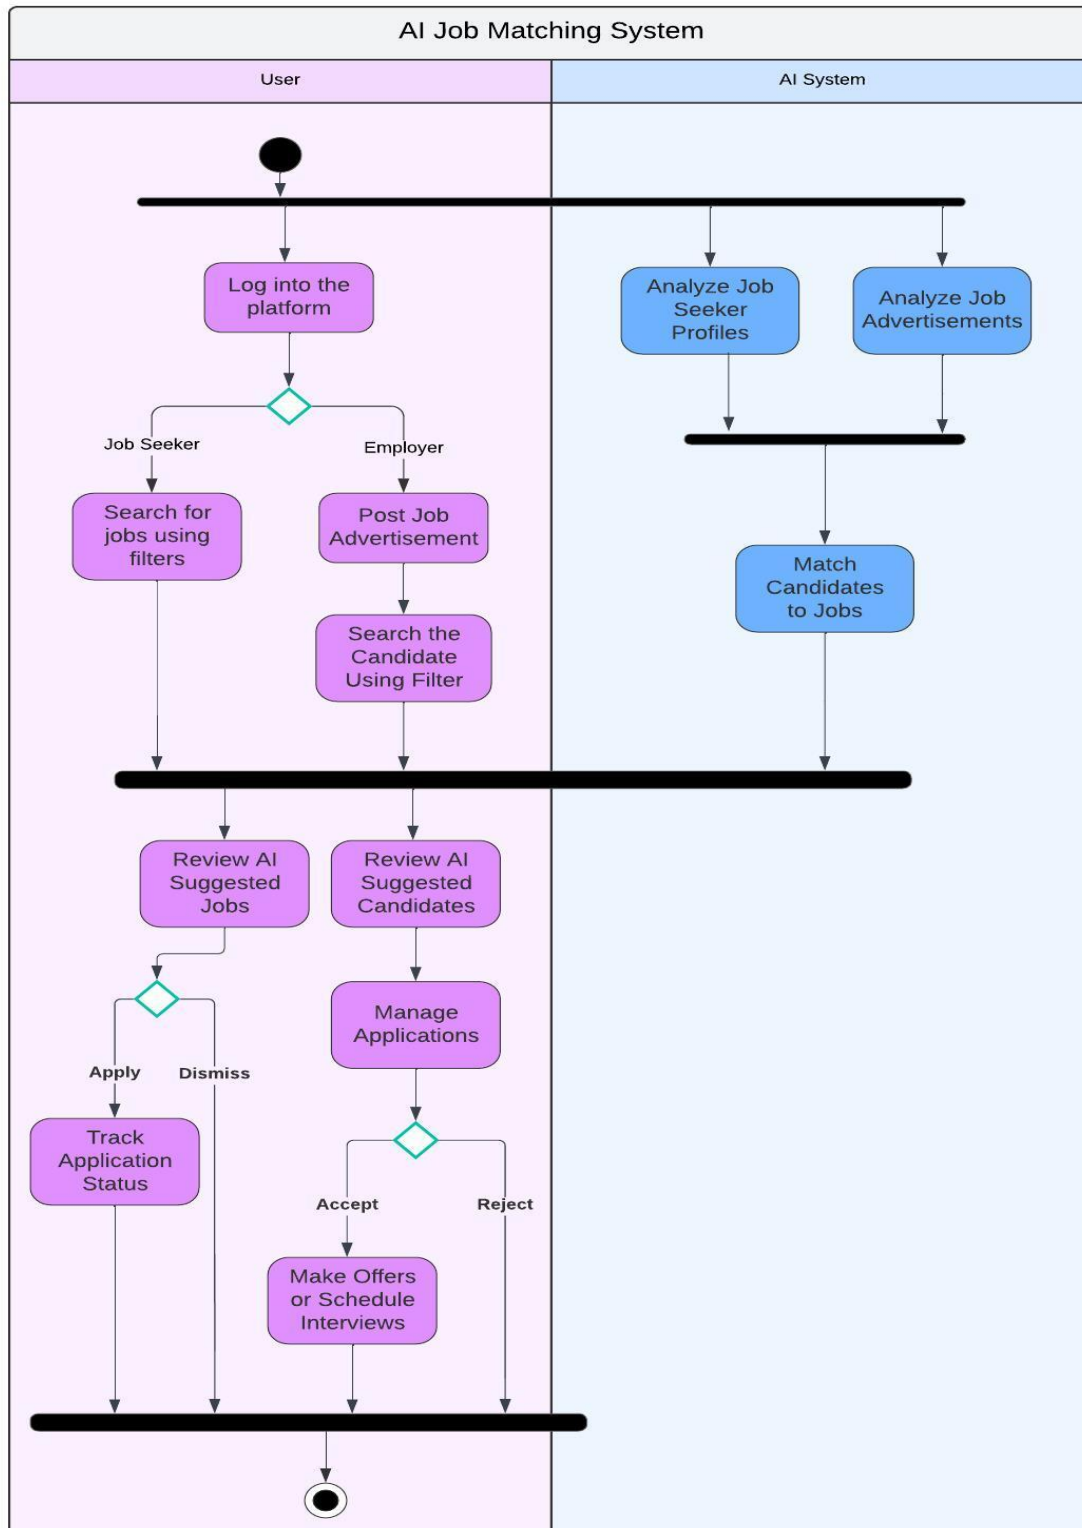 AI Job Matching System
User
AI System
Log into the
platform
Analyze Job
Seeker
Profiles
Analyze Job
Advertisements
Job Seeker
Employer
Search for
jobs using
filters
Post Job
Advertisement
Match
Candidates
to Jobs
Search the
Candidate
Using Filter
Review AI
Suggested
Jobs
Review AI
Suggested
Candidates
Manage
Applications
Apply
Dismiss
Track
Application
Status
Accept
Reject
Make Offers
or Schedule
Interviews